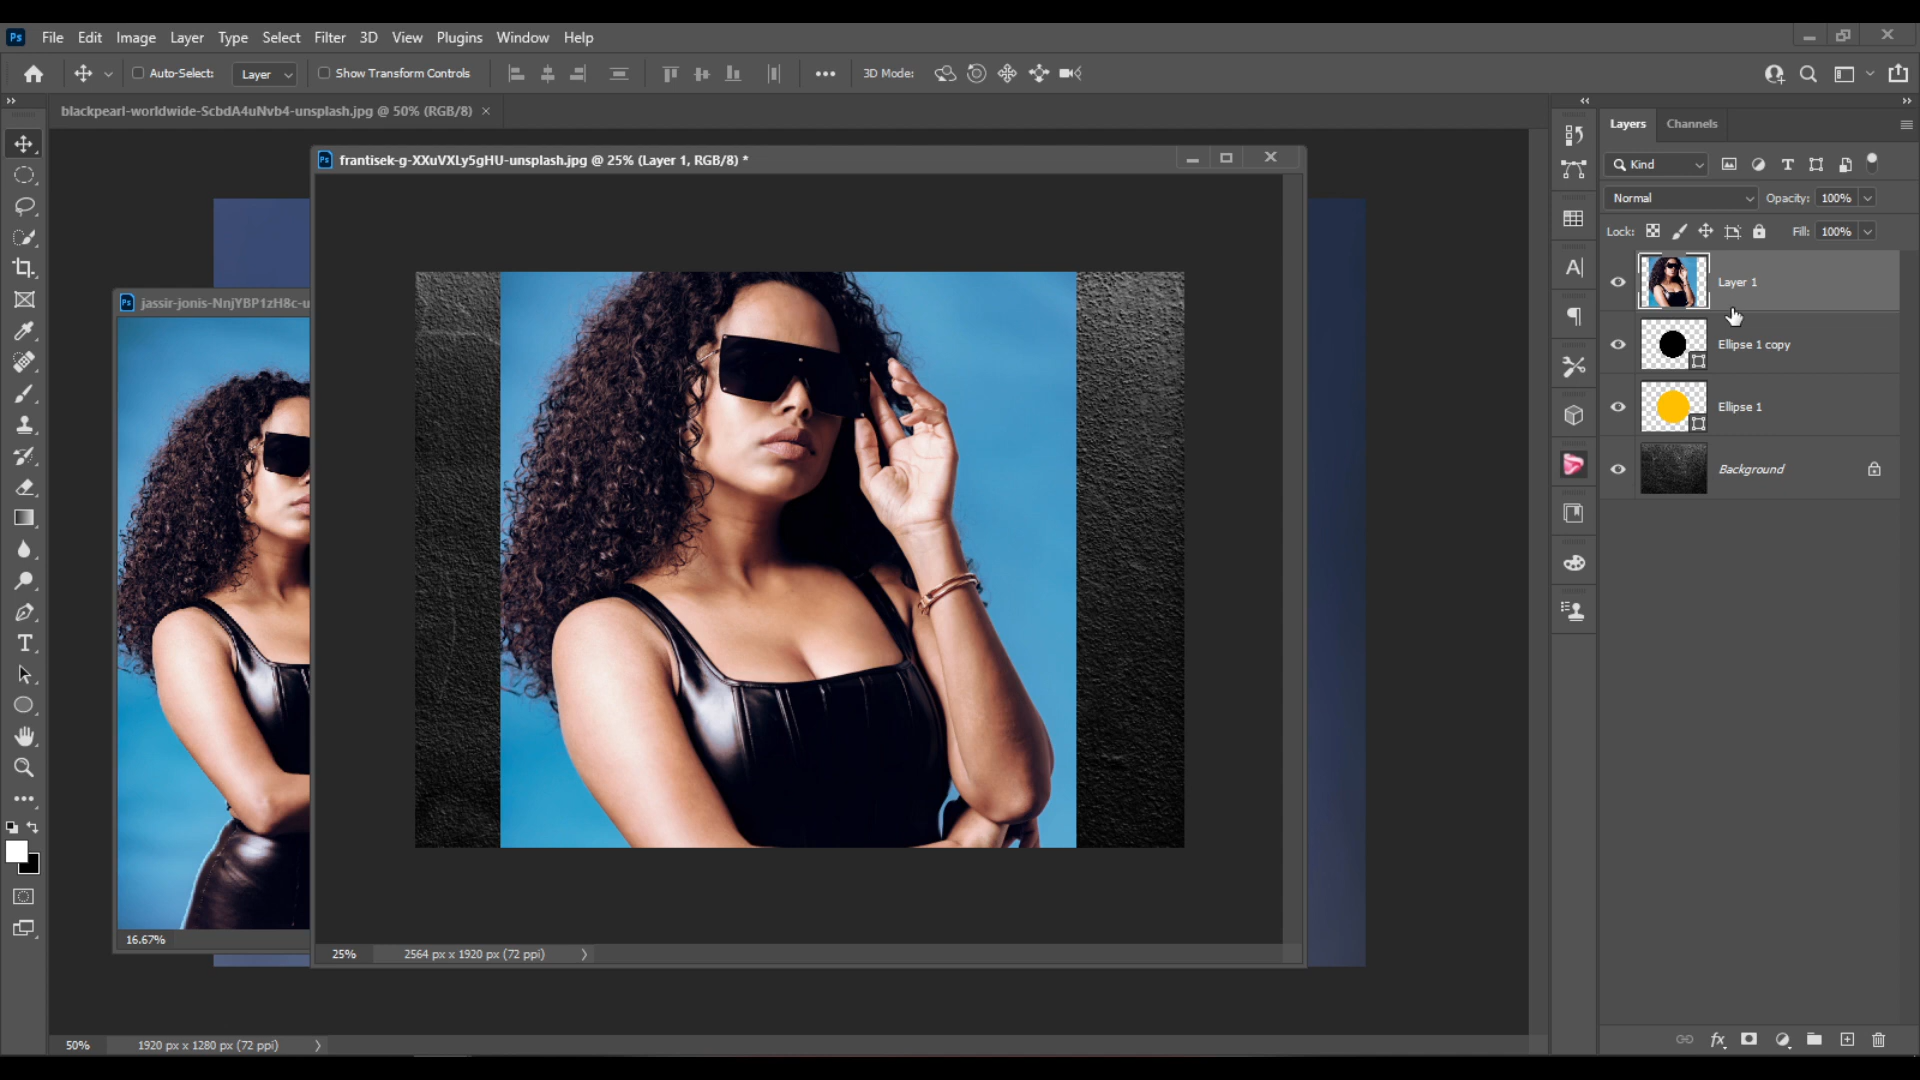 Ps File Edit Image Layer Type Select Filter 3D View Plugins Window Help
Auto-Select: Layer Show Transform Controls 3D Mode:
blackpearl-worldwide-ScbdA4uNvb4-unsplash.jpg @ 50% (RGB/8) ×
Ps frantisek-g-XXuVXLy5gHU-unsplash.jpg @ 25% (Layer 1, RGB/8) *
Ps jassir-jonis-NnjYBP1zH8c-u
16.67%
25% 2564 px x 1920 px (72 ppi)
50% 1920 px x 1280 px (72 ppi)
Layers Channels
Kind
Normal Opacity: 100%
Lock: Fill: 100%
Layer 1
Ellipse 1 copy
Ellipse 1
Background
fx